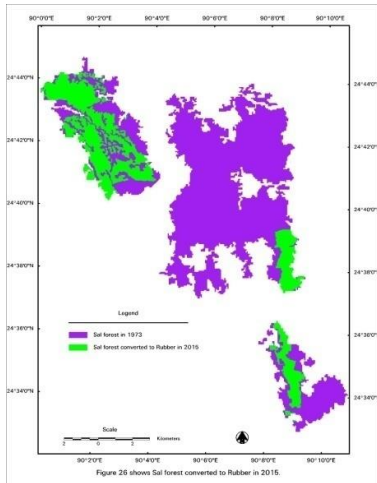 90°0'0"E 90°2'0"E 90°4'0"E 90°6'0"E 90°8'0"E 90°10'0"E
24°44'0"N 24°44'0"N
24°42'0"N 24°42'0"N
24°40'0"N 24°40'0"N
24°38'0"N 24°38'0"N
24°36'0"N 24°36'0"N
24°34'0"N 24°34'0"N
Legend
Sal forest in 1973
Sal forest converted to Rubber in 2015
Scale
Kilometers
90°2'0"E 90°4'0"E 90°6'0"E 90°8'0"E 90°10'0"E
Figure 26 shows Sal forest converted to Rubber in 2015.